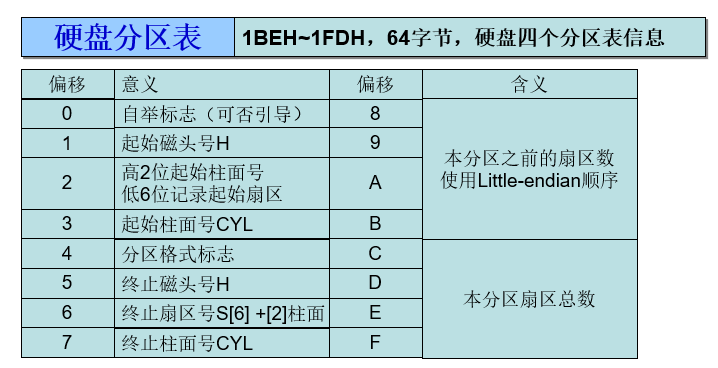 硬盘分区表
1BEH~1FDH，64字节，硬盘四个分区表信息
偏移 意义 偏移 含义
0 自举标志（可否引导） 8
1 起始磁头号H 9
2 高2位起始柱面号 A
低6位记录起始扇区
3 起始柱面号CYL B
本分区之前的扇区数
使用Little-endian顺序
4 分区格式标志 C
5 终止磁头号H D
6 终止扇区号S[6] +[2]柱面 E
7 终止柱面号CYL F
本分区扇区总数